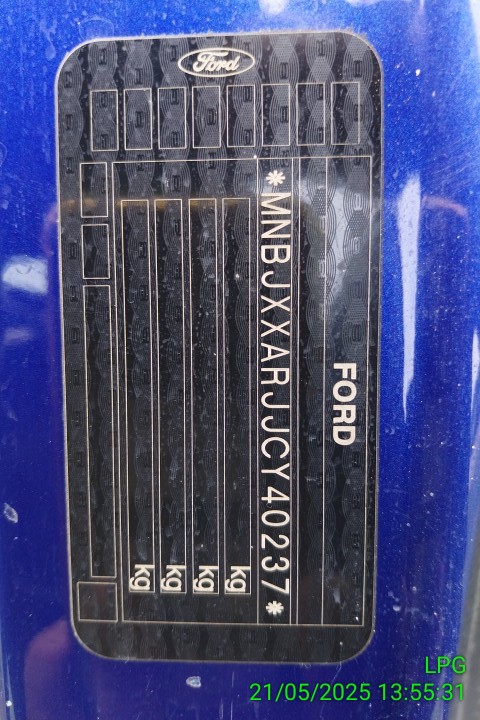 Ford
FORD
*MNBJXXARJJCY40237*
kg
kg
kg
kg
LPG
21/05/2025 13:55:31